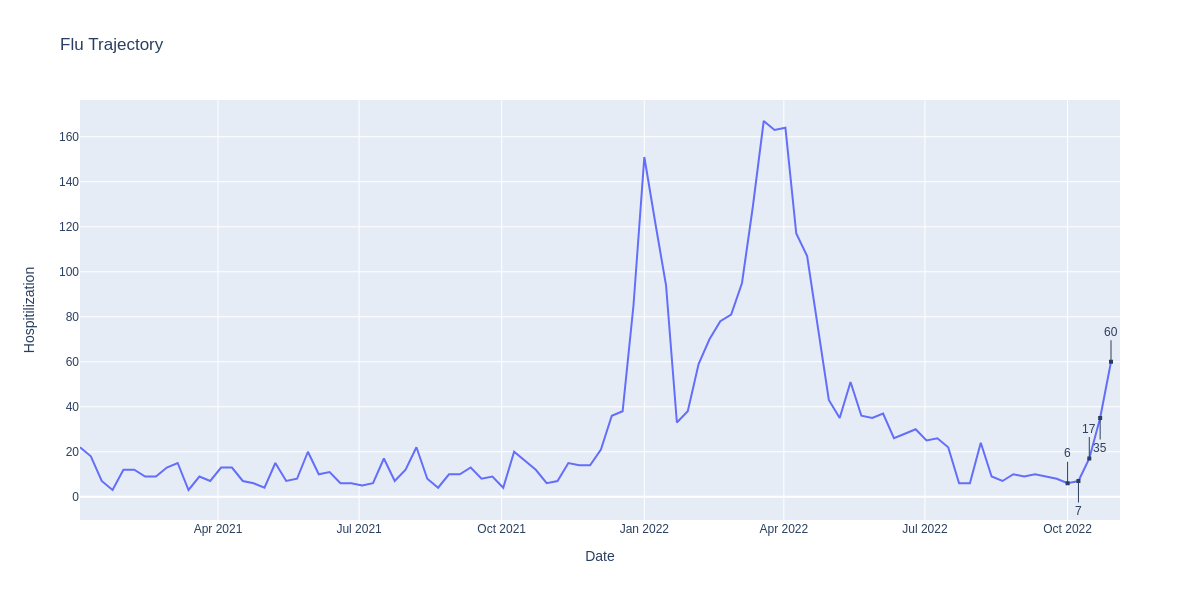 Flu Trajectory
160
140
120
100
80
60
40
20
0
Hospitilization
60
17
35
6
7
Apr 2021
Jul 2021
Oct 2021
Jan 2022
Apr 2022
Jul 2022
Oct 2022
Date